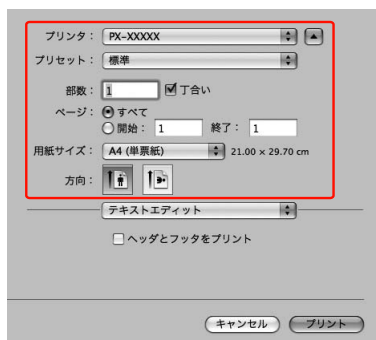 プリンタ： PX-XXXXX
プリセット： 標準
部数： 1 丁合い
ページ： すべて
開始： 1 終了： 1
用紙サイズ： A4 (単票紙) 21.00 × 29.70 cm
方向：
テキストエディット
ヘッダとフッタをプリント
キャンセル プリント